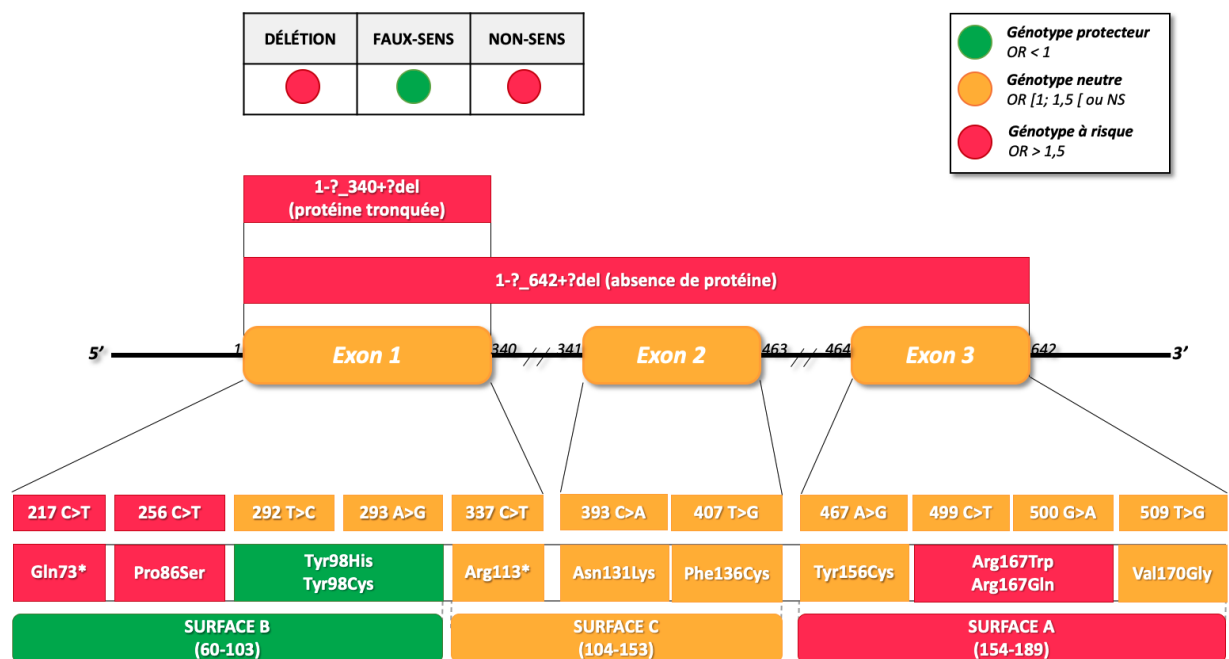 DÉLÉTION FAUX-SENS NON-SENS
Génotype protecteur
OR < 1
Génotype neutre
OR [1; 1,5 [ ou NS
Génotype à risque
OR > 1,5
1-?_340+?del
(protéine tronquée)
1-?_642+?del (absence de protéine)
5’ 1 Exon 1 340 // 341 Exon 2 463 // 464 Exon 3 642 3’
217 C>T 256 C>T 292 T>C 293 A>G 337 C>T 393 C>A 407 T>G 467 A>G 499 C>T 500 G>A 509 T>G
Gln73* Pro86Ser Tyr98His
Tyr98Cys Arg113* Asn131Lys Phe136Cys Tyr156Cys Arg167Trp
Arg167Gln Val170Gly
SURFACE B
(60-103)
SURFACE C
(104-153)
SURFACE A
(154-189)